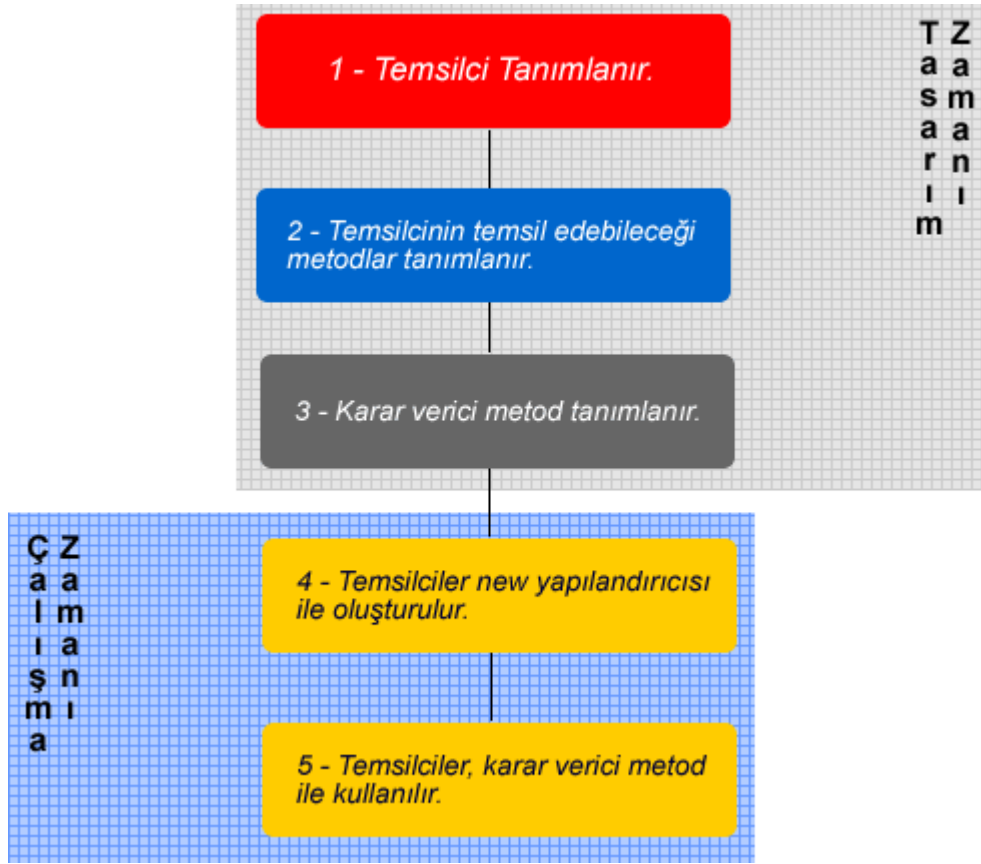 1 - Temsilci Tanımlanır.
Tasarım
Zamanı
2 - Temsilcinin temsil edebileceği
metodlar tanımlanır.
3 - Karar verici metod tanımlanır.
Çalışma
Zamanı
4 - Temsilciler new yapılandırıcısı
ile oluşturulur.
5 - Temsilciler, karar verici metod
ile kullanılır.